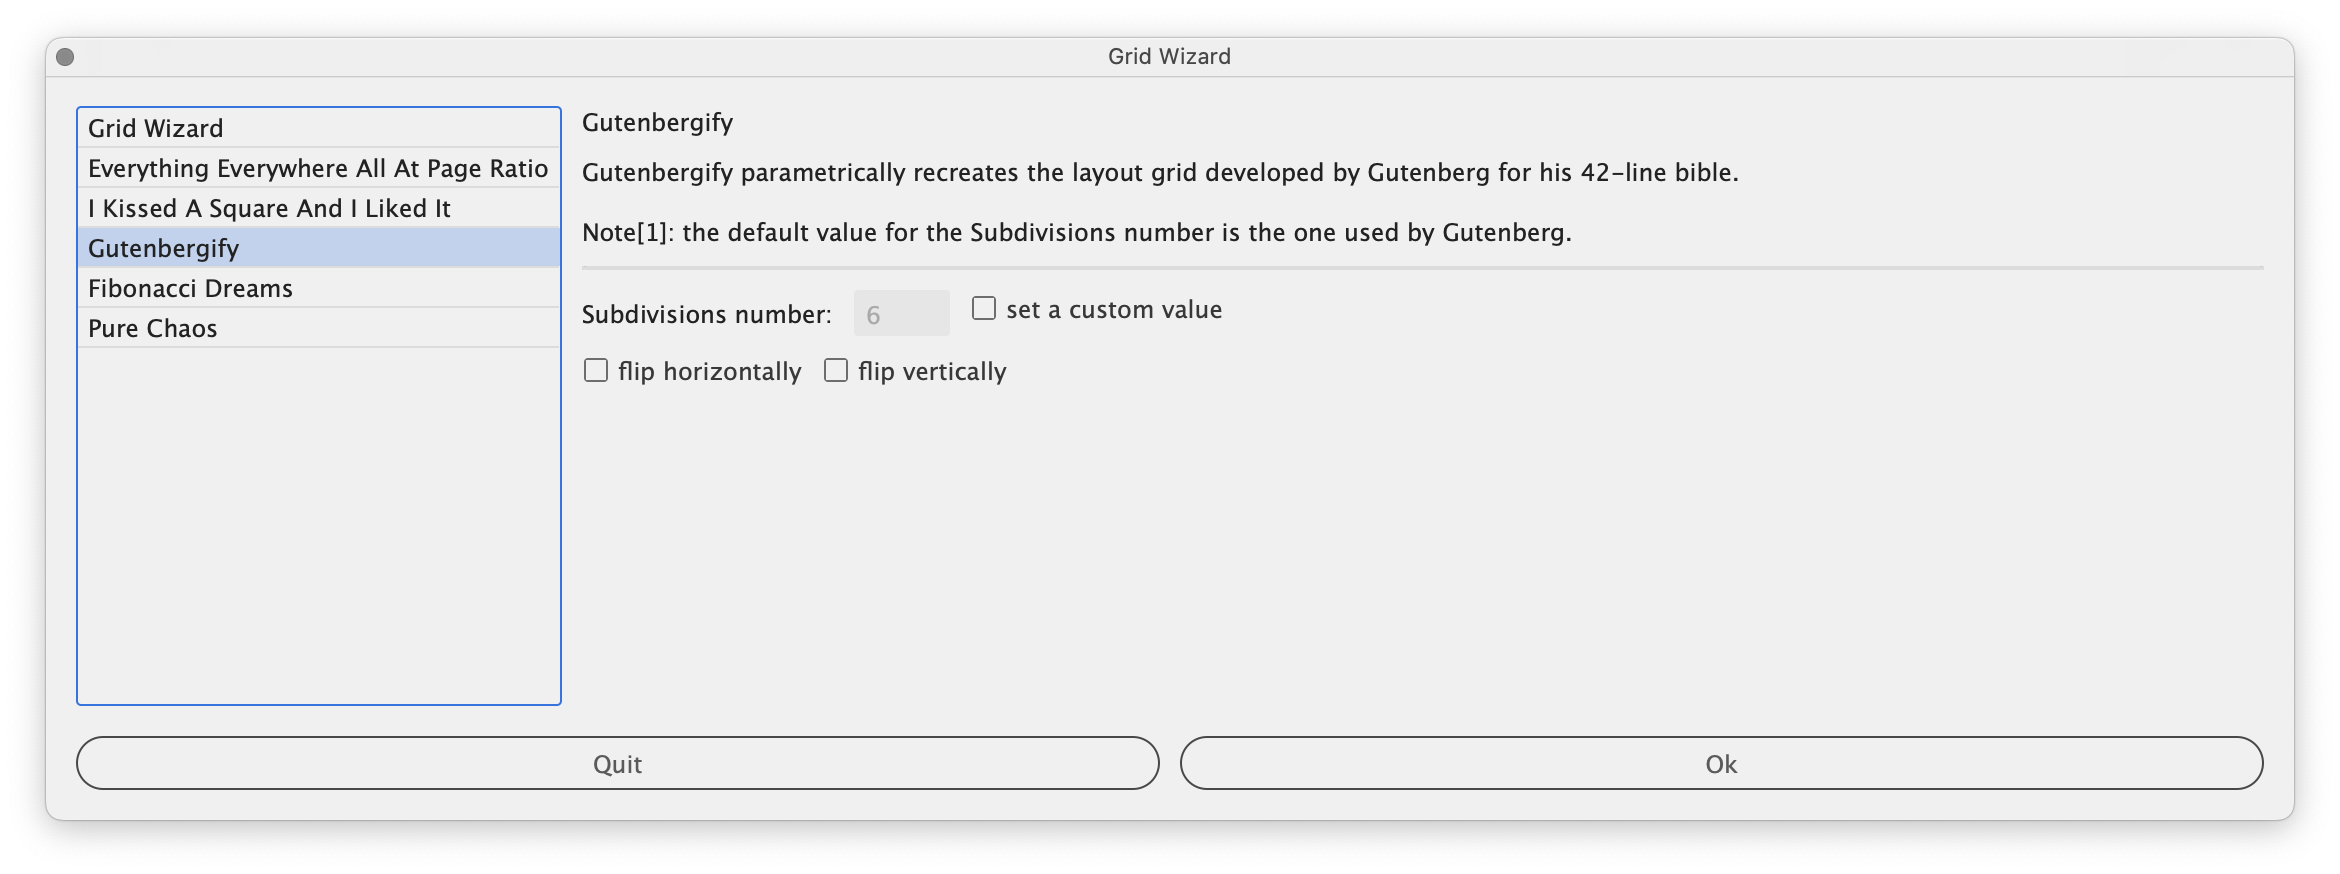 Grid Wizard
Grid Wizard
Everything Everywhere All At Page Ratio
I Kissed A Square And I Liked It
Gutenbergify
Fibonacci Dreams
Pure Chaos
Gutenbergify
Gutenbergify parametrically recreates the layout grid developed by Gutenberg for his 42-line bible.
Note[1]: the default value for the Subdivisions number is the one used by Gutenberg.
Subdivisions number: 6 set a custom value
flip horizontally flip vertically
Quit Ok